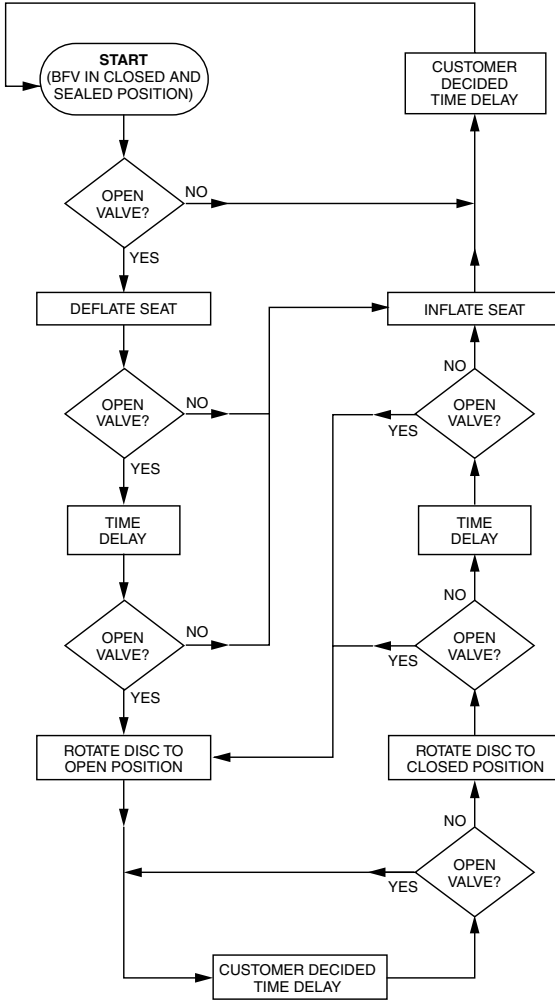 START
(BFV IN CLOSED AND
SEALED POSITION)
CUSTOMER
DECIDED
TIME DELAY
OPEN
VALVE?
NO
YES
DEFLATE SEAT
INFLATE SEAT
OPEN
VALVE?
NO
YES
NO
OPEN
VALVE?
YES
TIME
DELAY
TIME
DELAY
OPEN
VALVE?
NO
YES
NO
OPEN
VALVE?
YES
ROTATE DISC TO
OPEN POSITION
ROTATE DISC TO
CLOSED POSITION
NO
OPEN
VALVE?
YES
CUSTOMER DECIDED
TIME DELAY